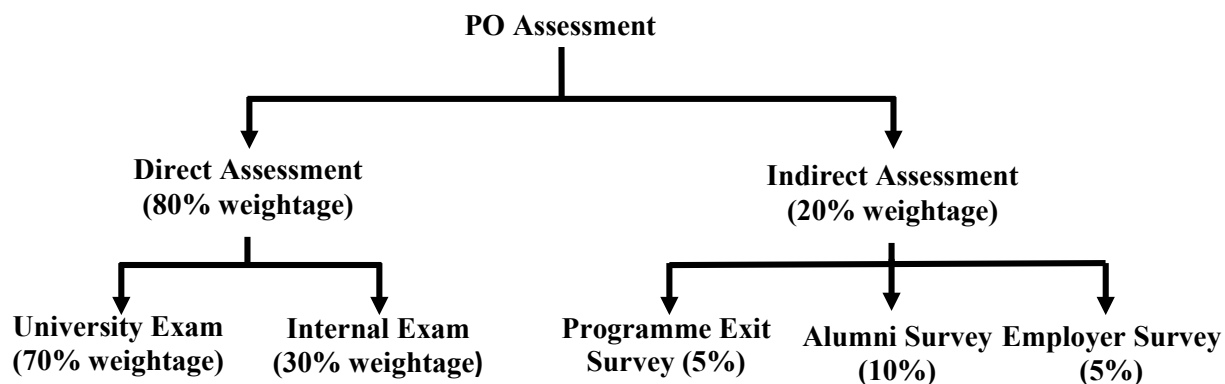 PO Assessment
Direct Assessment
(80% weightage)
Indirect Assessment
(20% weightage)
University Exam
(70% weightage)
Internal Exam
(30% weightage)
Programme Exit
Survey (5%)
Alumni Survey
(10%)
Employer Survey
(5%)